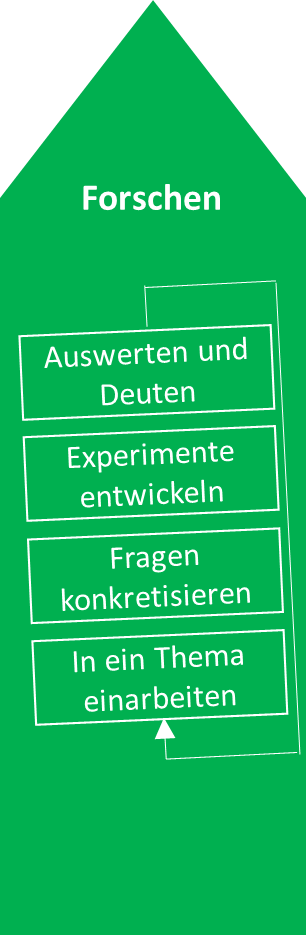 Forschen
Auswerten und
Deuten
Experimente
entwickeln
Fragen
konkretisieren
In ein Thema
einarbeiten